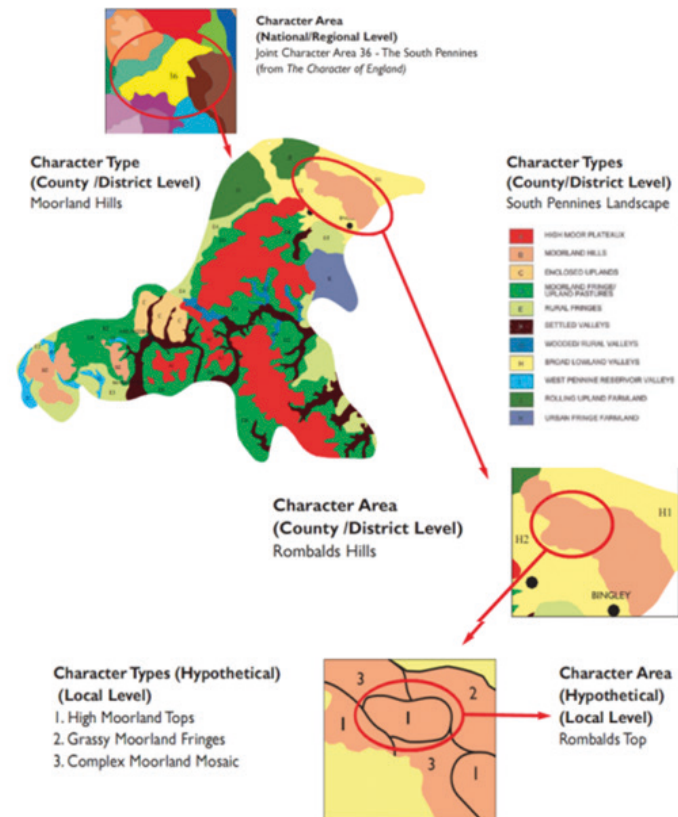 Character Area
(National/Regional Level)
Joint Character Area 36 - The South Pennines
(from The Character of England)
36
Character Type
(County /District Level)
Moorland Hills
Character Types
(County/District Level)
South Pennines Landscape
HIGH MOOR PLATEAUX
MOORLAND HILLS
C ENCLOSED UPLANDS
MOORLAND FRINGE/
UPLAND PASTURES
E RURAL FRINGES
SETTLED VALLEYS
WOODED/ RURAL VALLEYS
H BROAD LOWLAND VALLEYS
WEST PENNINE RESERVOIR VALLEYS
ROLLING UPLAND FARMLAND
URBAN FRINGE FARMLAND
Character Area
(County /District Level)
Rombalds Hills
H1
H2
BINGLEY
Character Types (Hypothetical)
(Local Level)
1. High Moorland Tops
2. Grassy Moorland Fringes
3. Complex Moorland Mosaic
3
2
1
1
3
1
Character Area
(Hypothetical)
(Local Level)
Rombalds Top